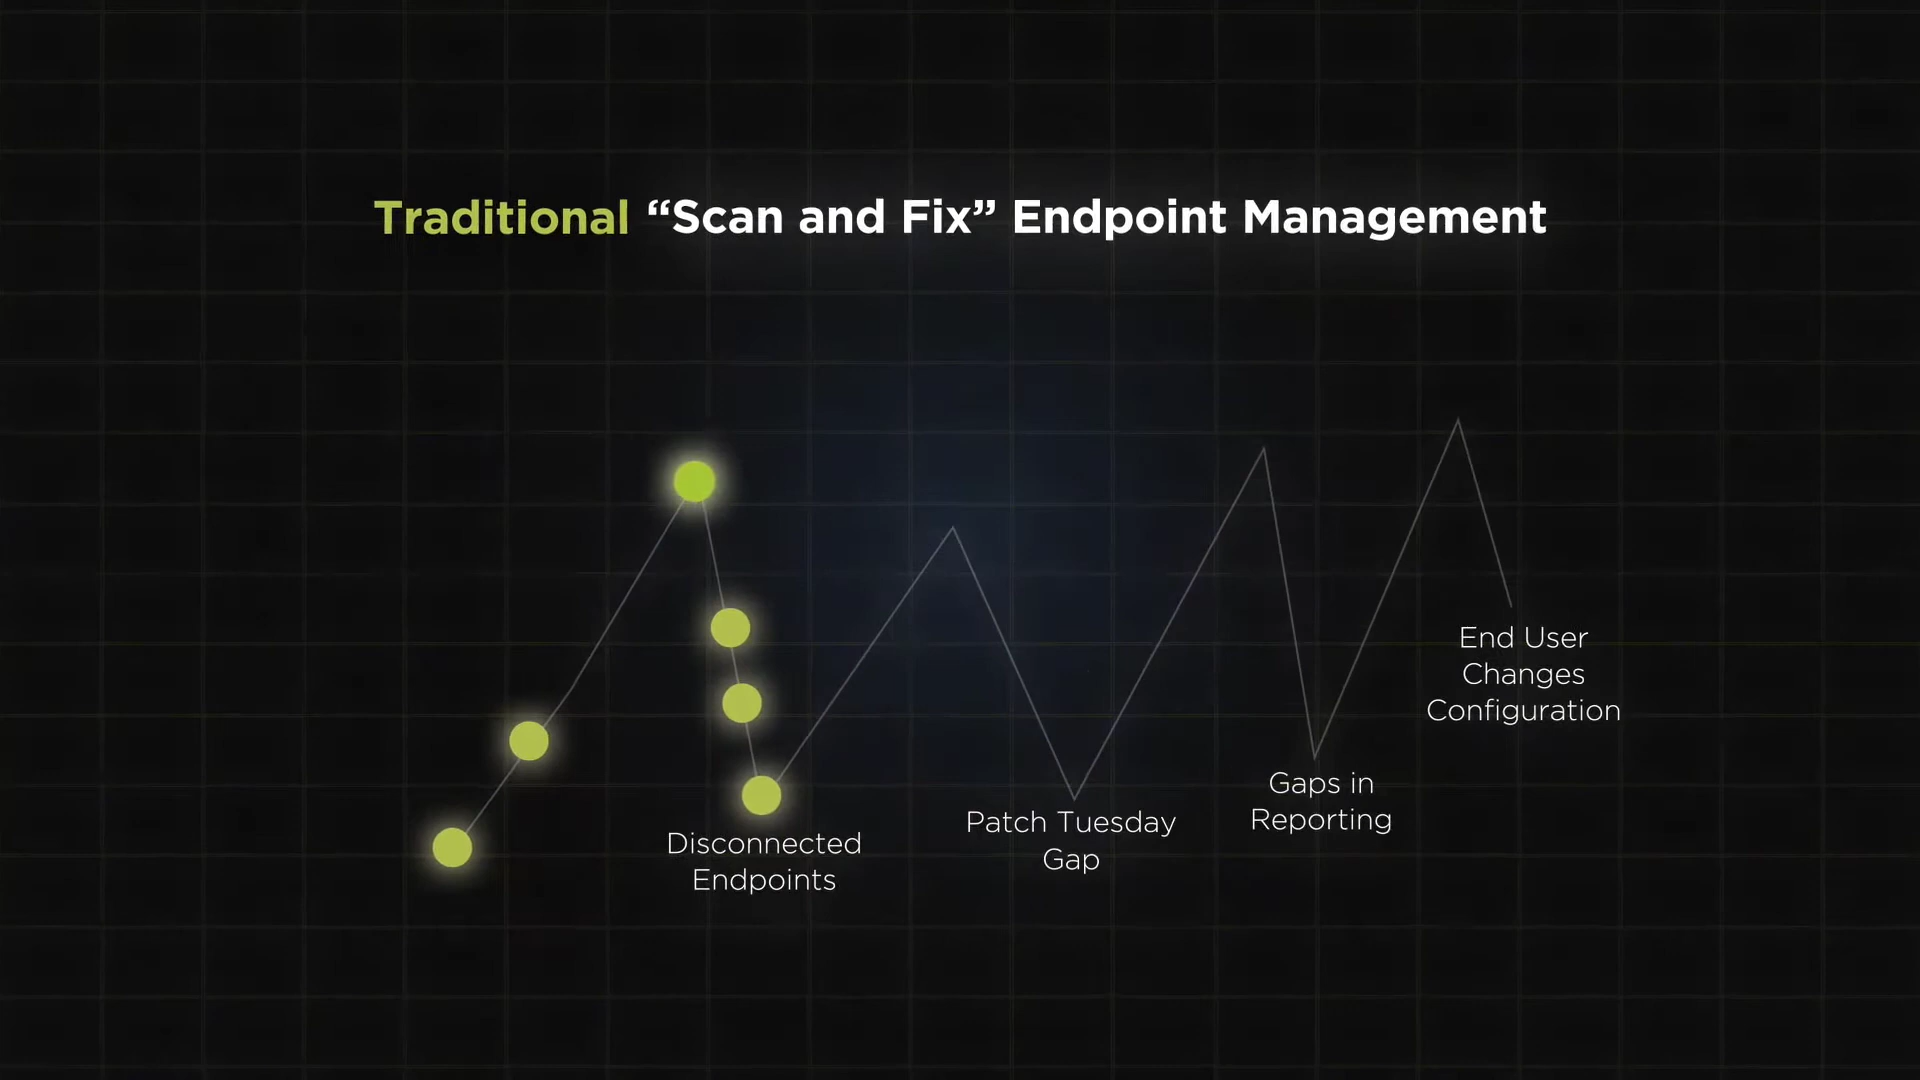 Traditional “Scan and Fix” Endpoint Management
Disconnected
Endpoints
Patch Tuesday
Gap
Gaps in
Reporting
End User
Changes
Configuration